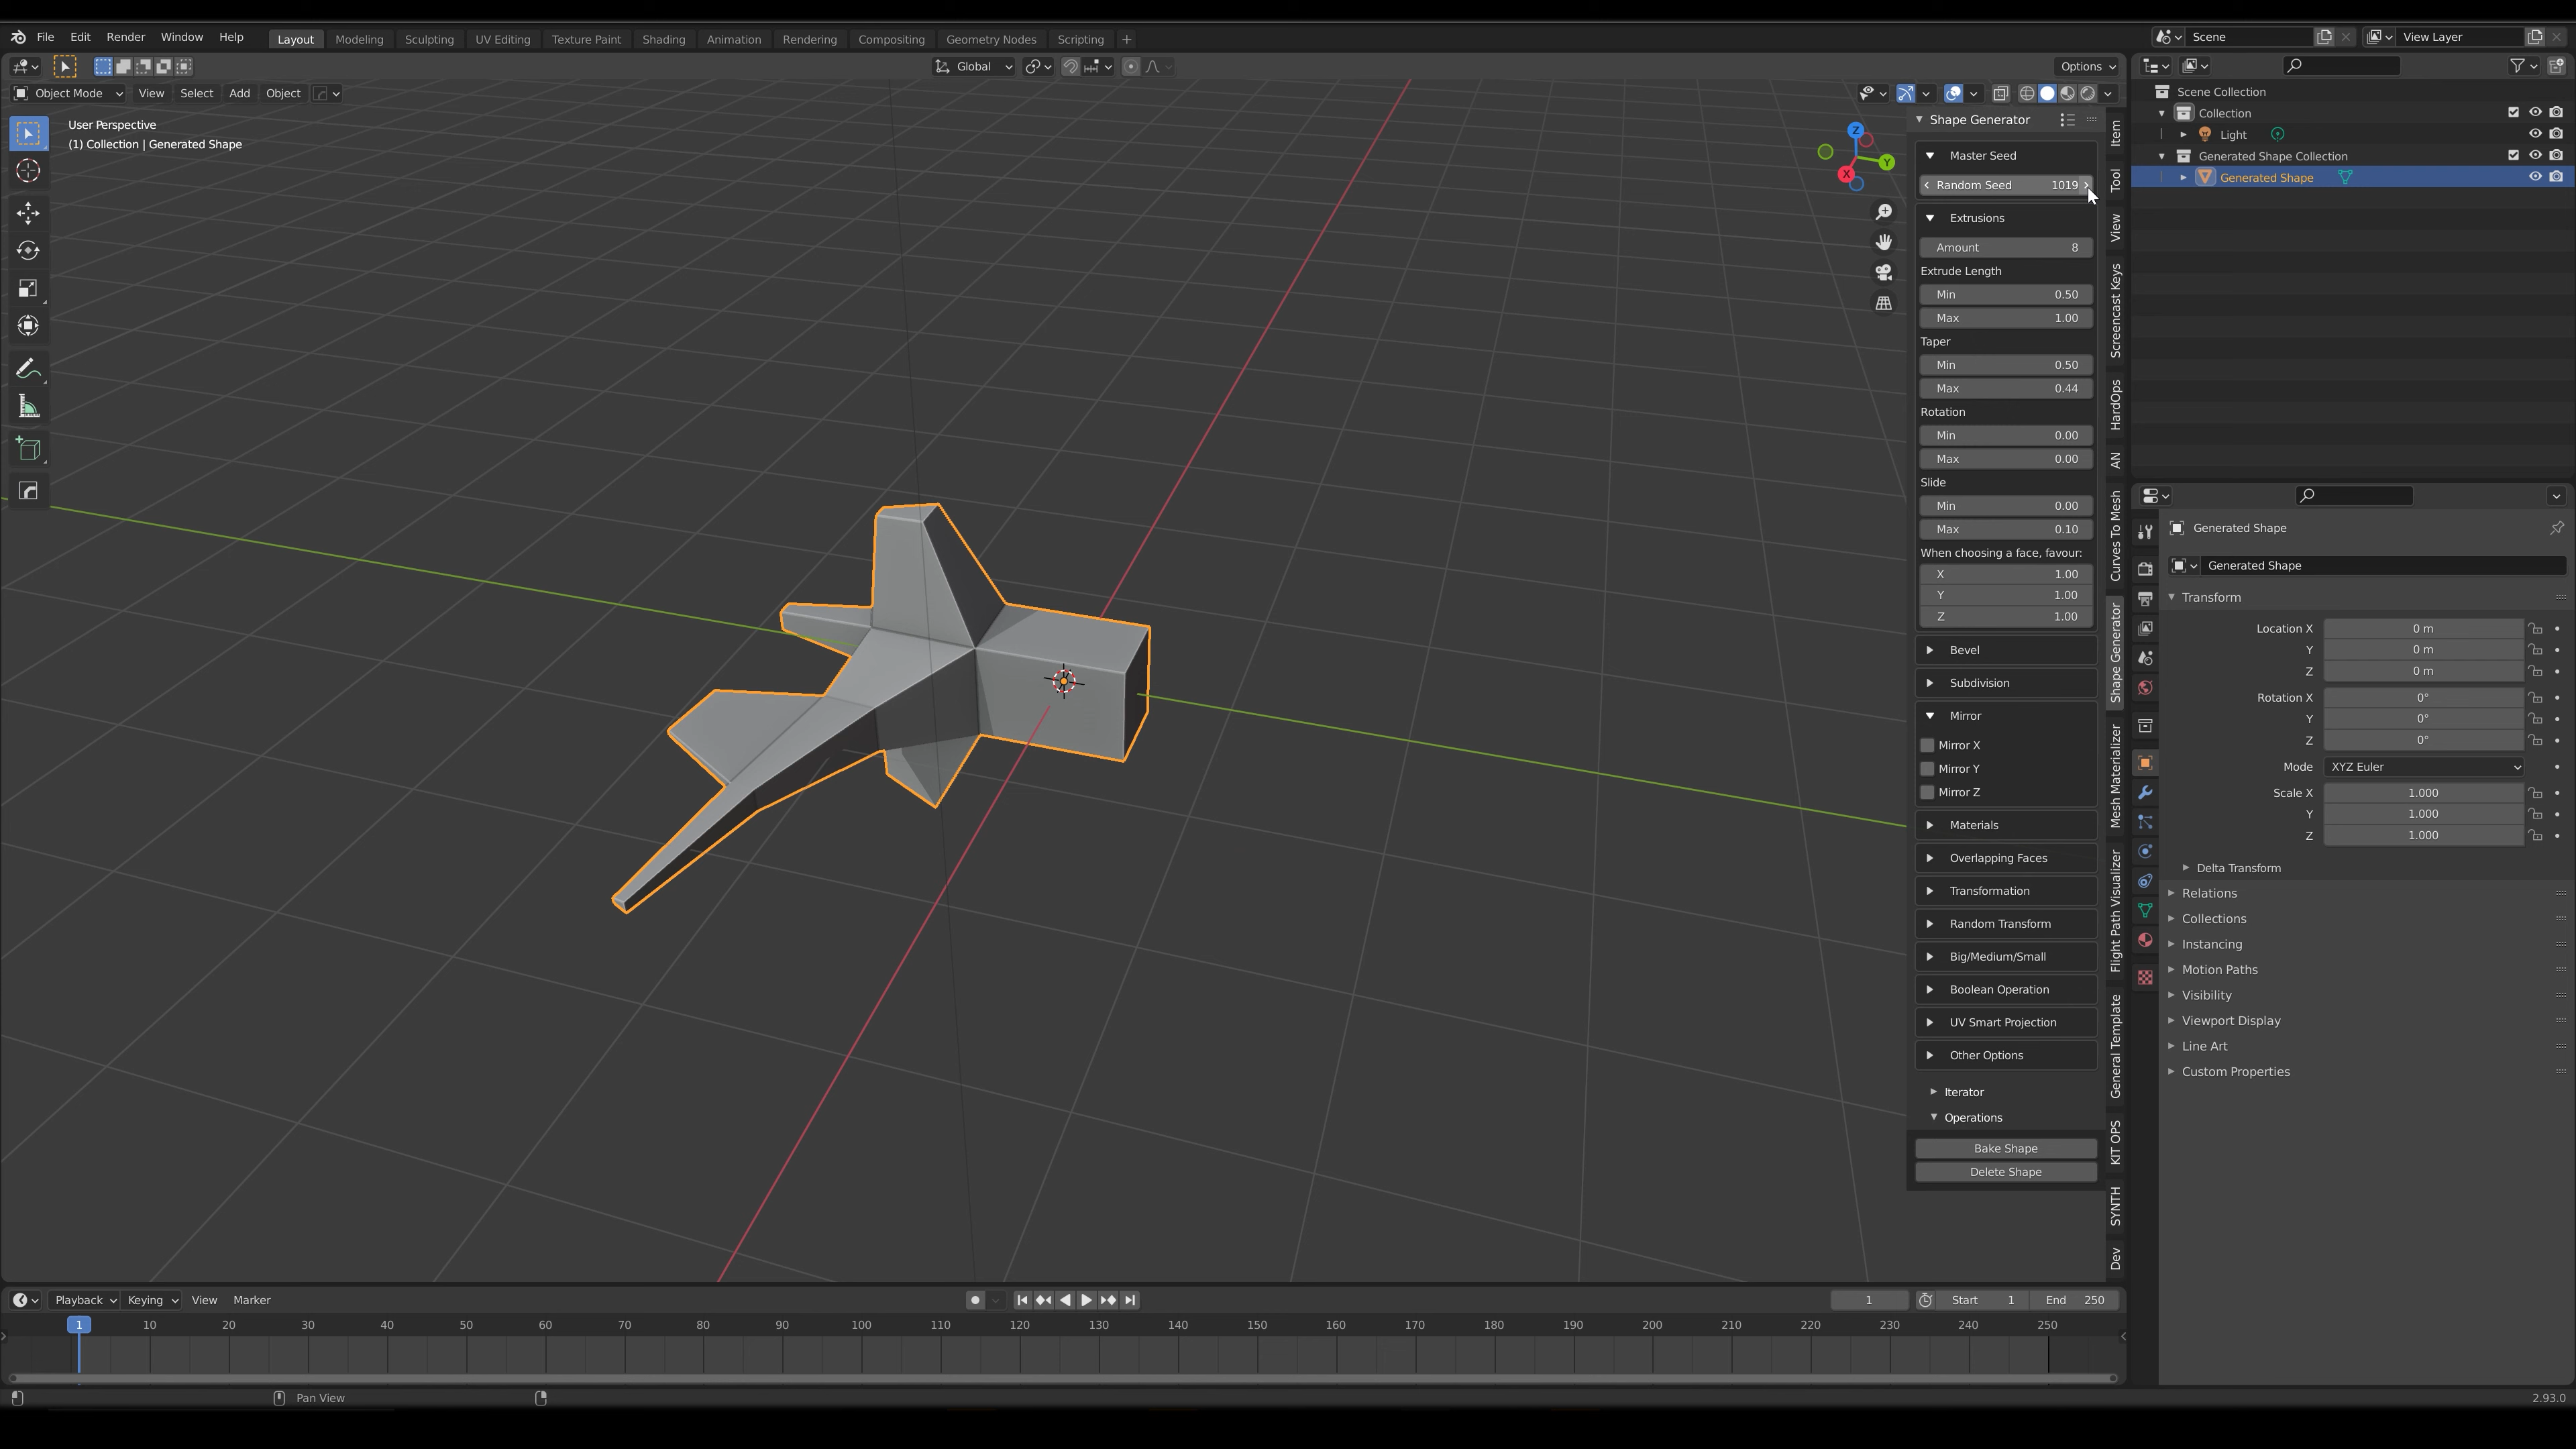 File Edit Render Window Help Layout Modeling Sculpting UV Editing Texture Paint Shading Animation Rendering Compositing Geometry Nodes Scripting + Scene View Layer
Global Options
Object Mode View Select Add Object
User Perspective
(1) Collection | Generated Shape
Z
Y
X
Shape Generator
Master Seed
Random Seed 1019
Extrusions
Amount 8
Extrude Length
Min 0.50
Max 1.00
Taper
Min 0.50
Max 0.44
Rotation
Min 0.00
Max 0.00
Slide
Min 0.00
Max 0.10
When choosing a face, favour:
X 1.00
Y 1.00
Z 1.00
Bevel
Subdivision
Mirror
Mirror X
Mirror Y
Mirror Z
Materials
Overlapping Faces
Transformation
Random Transform
Big/Medium/Small
Boolean Operation
UV Smart Projection
Other Options
Iterator
Operations
Bake Shape
Delete Shape
Item
Tool
View
Screencast Keys
HardOps
AN
Curves To Mesh
Shape Generator
Mesh Materializer
Flight Path Visualizer
General Template
KIT OPS
SYNTH
Dev
Scene Collection
Collection
Light
Generated Shape Collection
Generated Shape
Generated Shape
Generated Shape
Transform
Location X 0 m
Y 0 m
Z 0 m
Rotation X 0°
Y 0°
Z 0°
Mode XYZ Euler
Scale X 1.000
Y 1.000
Z 1.000
Delta Transform
Relations
Collections
Instancing
Motion Paths
Visibility
Viewport Display
Line Art
Custom Properties
Playback Keying View Marker 1 Start 1 End 250
1 10 20 30 40 50 60 70 80 90 100 110 120 130 140 150 160 170 180 190 200 210 220 230 240 250
Pan View 2.93.0